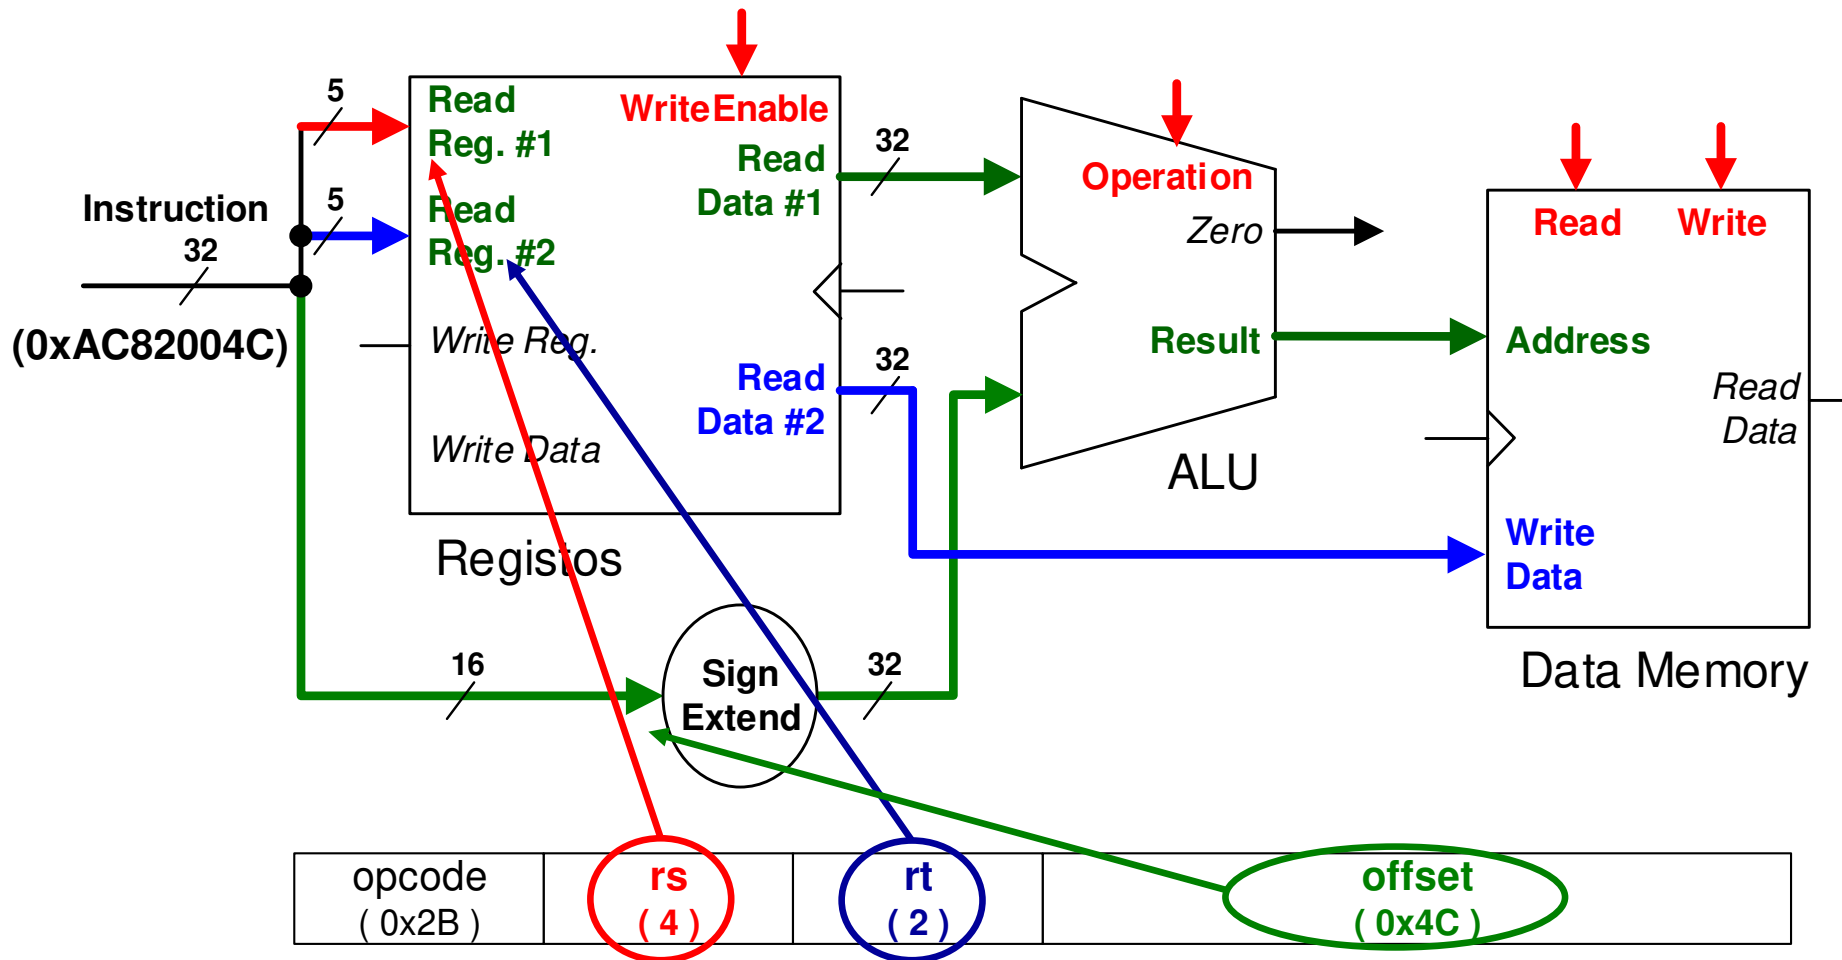 Instruction
32
(0xAC82004C)
5
5
Read
Reg. #1
Read
Reg. #2
Write Reg.
Write Data
WriteEnable
Read
Data #1
Read
Data #2
Registos
32
32
Operation
Zero
Result
ALU
Read Write
Address
Read
Data
Write
Data
Data Memory
16
Sign
Extend
32
opcode
( 0x2B )
rs
( 4 )
rt
( 2 )
offset
( 0x4C )